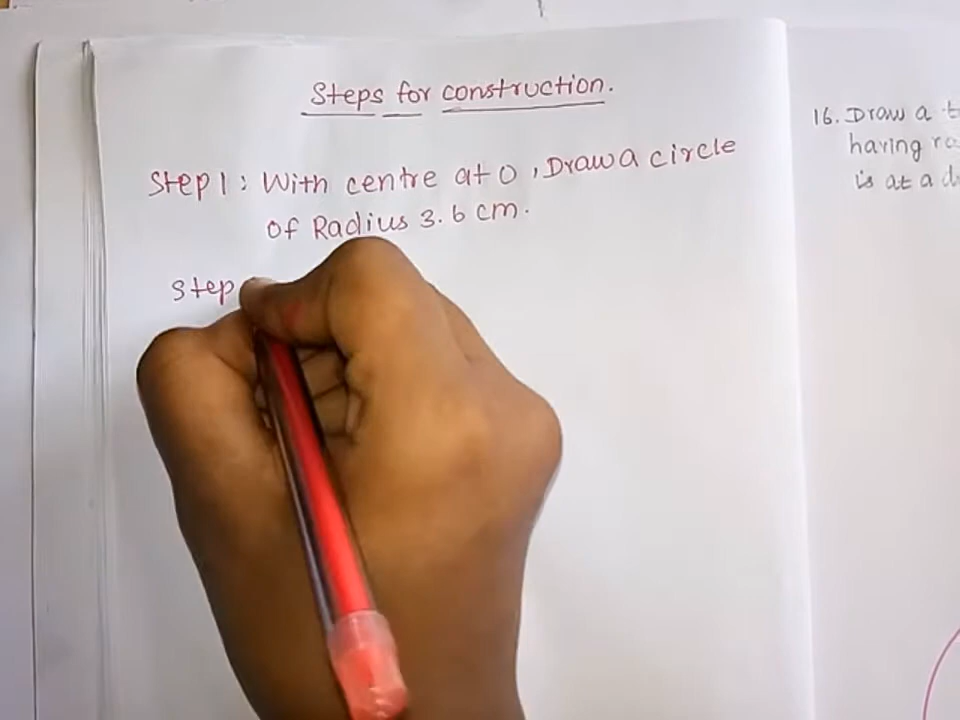 Steps for construction.
Step 1: With centre at O, Draw a circle
of Radius 3.6 cm.
Step
16. Draw a
having
is at a